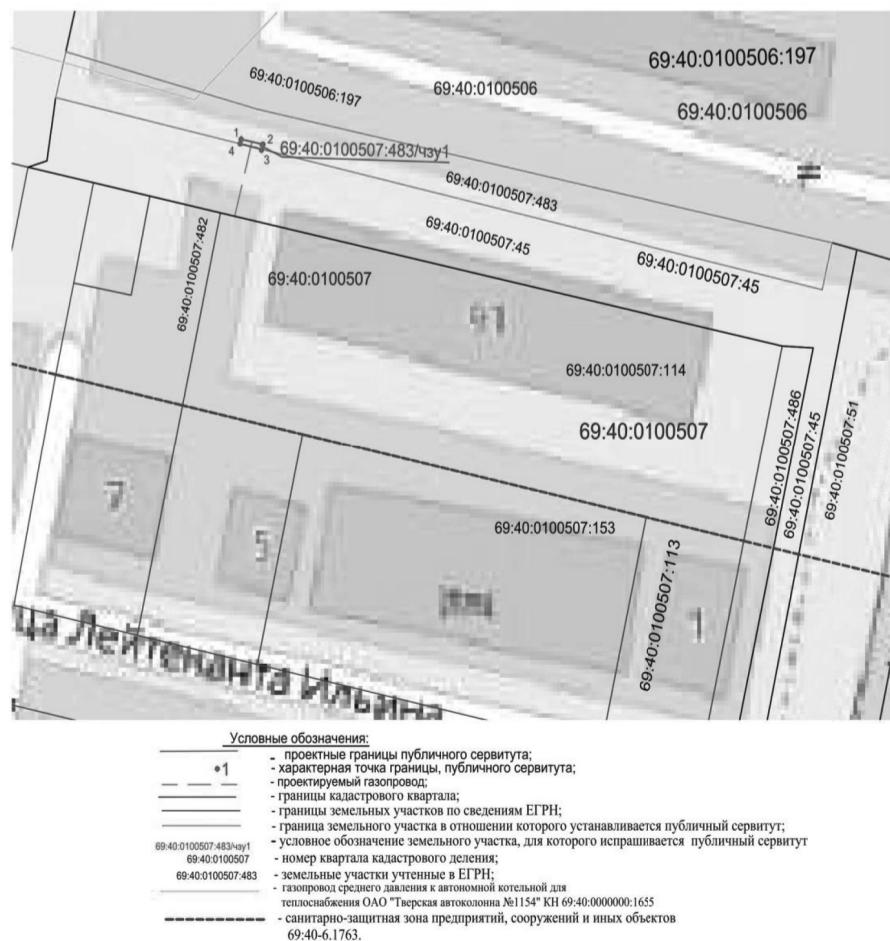 69:40:0100506:197
69:40:0100506:197
69:40:0100506
69:40:0100506
1
2
4
3
69:40:0100507:483/чзу1
69:40:0100507:483
69:40:0100507:45
69:40:0100507:45
69:40:0100507:482
69:40:0100507
69:40:0100507:114
69:40:0100507
69:40:0100507:486
69:40:0100507:45
69:40:0100507:51
7
5
69:40:0100507:153
69:40:0100507:113
1
ца Лейтенанта Ильина
Условные обозначения:
- проектные границы публичного сервитута;
•1 - характерная точка границы, публичного сервитута;
- проектируемый газопровод;
- границы кадастрового квартала;
- границы земельных участков по сведениям ЕГРН;
- граница земельного участка в отношении которого устанавливается публичный сервитут;
69:40:0100507:483/чзу1 - условное обозначение земельного участка, для которого испрашивается публичный сервитут
69:40:0100507 - номер квартала кадастрового деления;
69:40:0100507:483 - земельные участки учтенные в ЕГРН;
- газопровод среднего давления к автономной котельной для
теплоснабжения ОАО "Тверская автоколонна №1154" КН 69:40:0000000:1655
- санитарно-защитная зона предприятий, сооружений и иных объектов
69:40-6.1763.